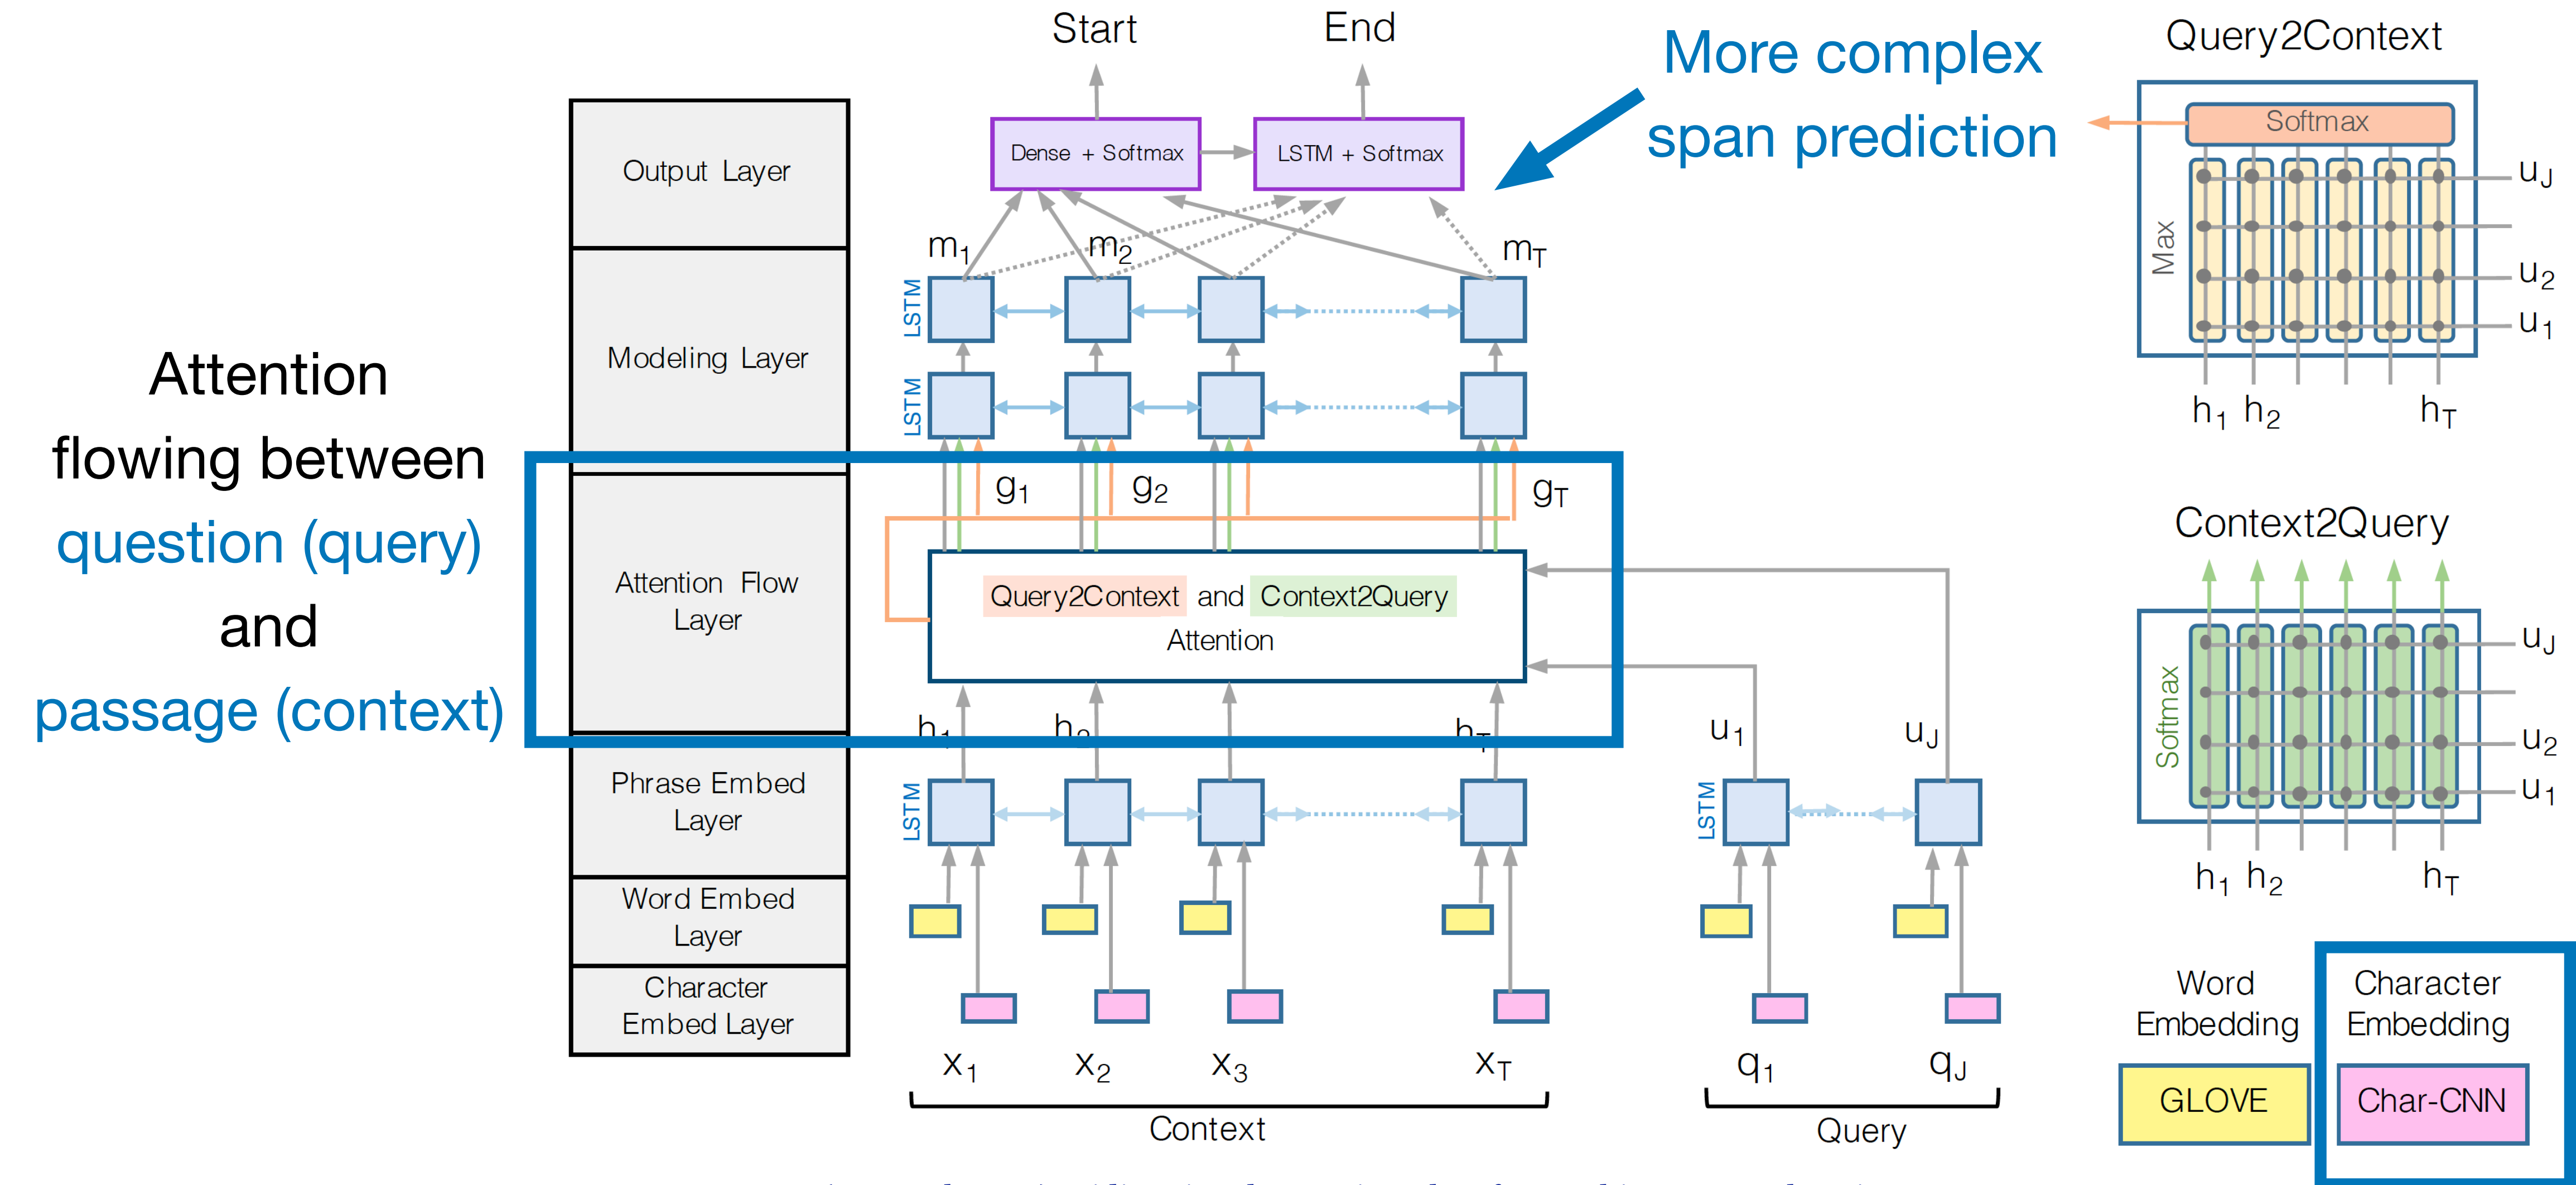 Attention
flowing between
question (query)
and
passage (context)
Output Layer
Modeling Layer
Attention Flow
Layer
Phrase Embed
Layer
Word Embed
Layer
Character
Embed Layer
Start
End
Dense + Softmax
LSTM + Softmax
More complex
span prediction
m1
m2
mT
LSTM
LSTM
g1
g2
gT
Query2Context and Context2Query
Attention
h1
h2
hT
u1
uJ
LSTM
LSTM
x1
x2
x3
xT
q1
qJ
Context
Query
Query2Context
Softmax
Max
uJ
u2
u1
h1
h2
hT
Context2Query
Softmax
uJ
u2
u1
h1
h2
hT
Word
Embedding
GLOVE
Character
Embedding
Char-CNN